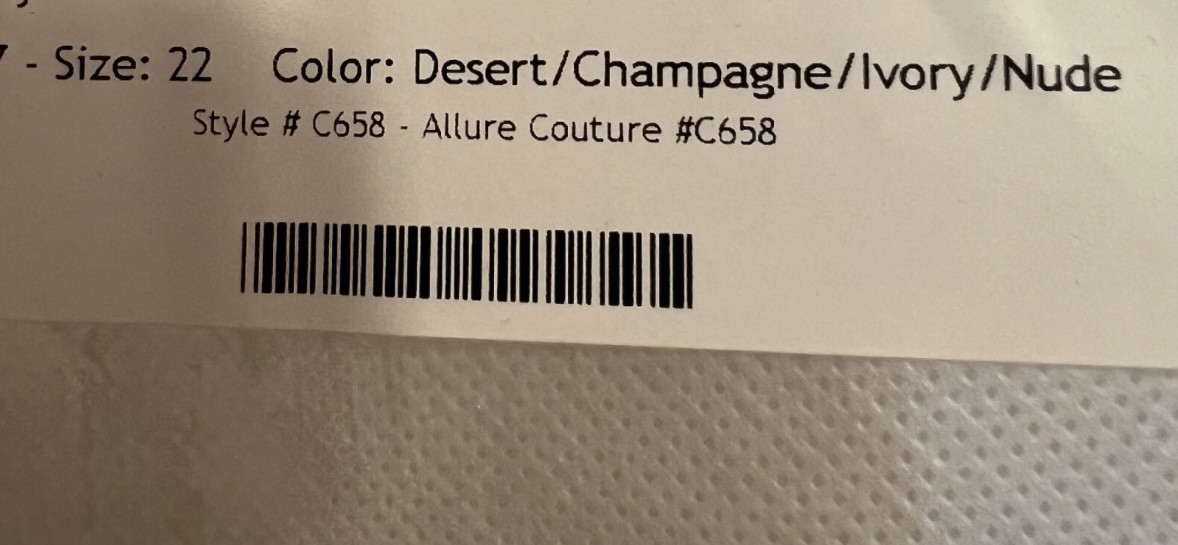 - Size: 22 Color: Desert/Champagne/Ivory/Nude
Style # C658 - Allure Couture #C658